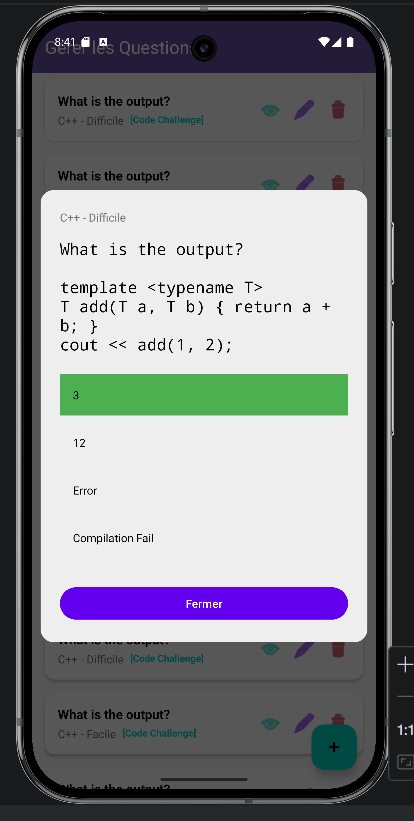 8:41
Gérer les Questions
What is the output?
C++ - Difficile [Code Challenge]
What is the output?
C++ - Difficile
What is the output?
template <typename T>
T add(T a, T b) { return a +
b; }
cout << add(1, 2);
3
12
Error
Compilation Fail
Fermer
What is the output?
C++ - Difficile [Code Challenge]
What is the output?
C++ - Facile [Code Challenge]
+
What is the output?
+
—
1:1